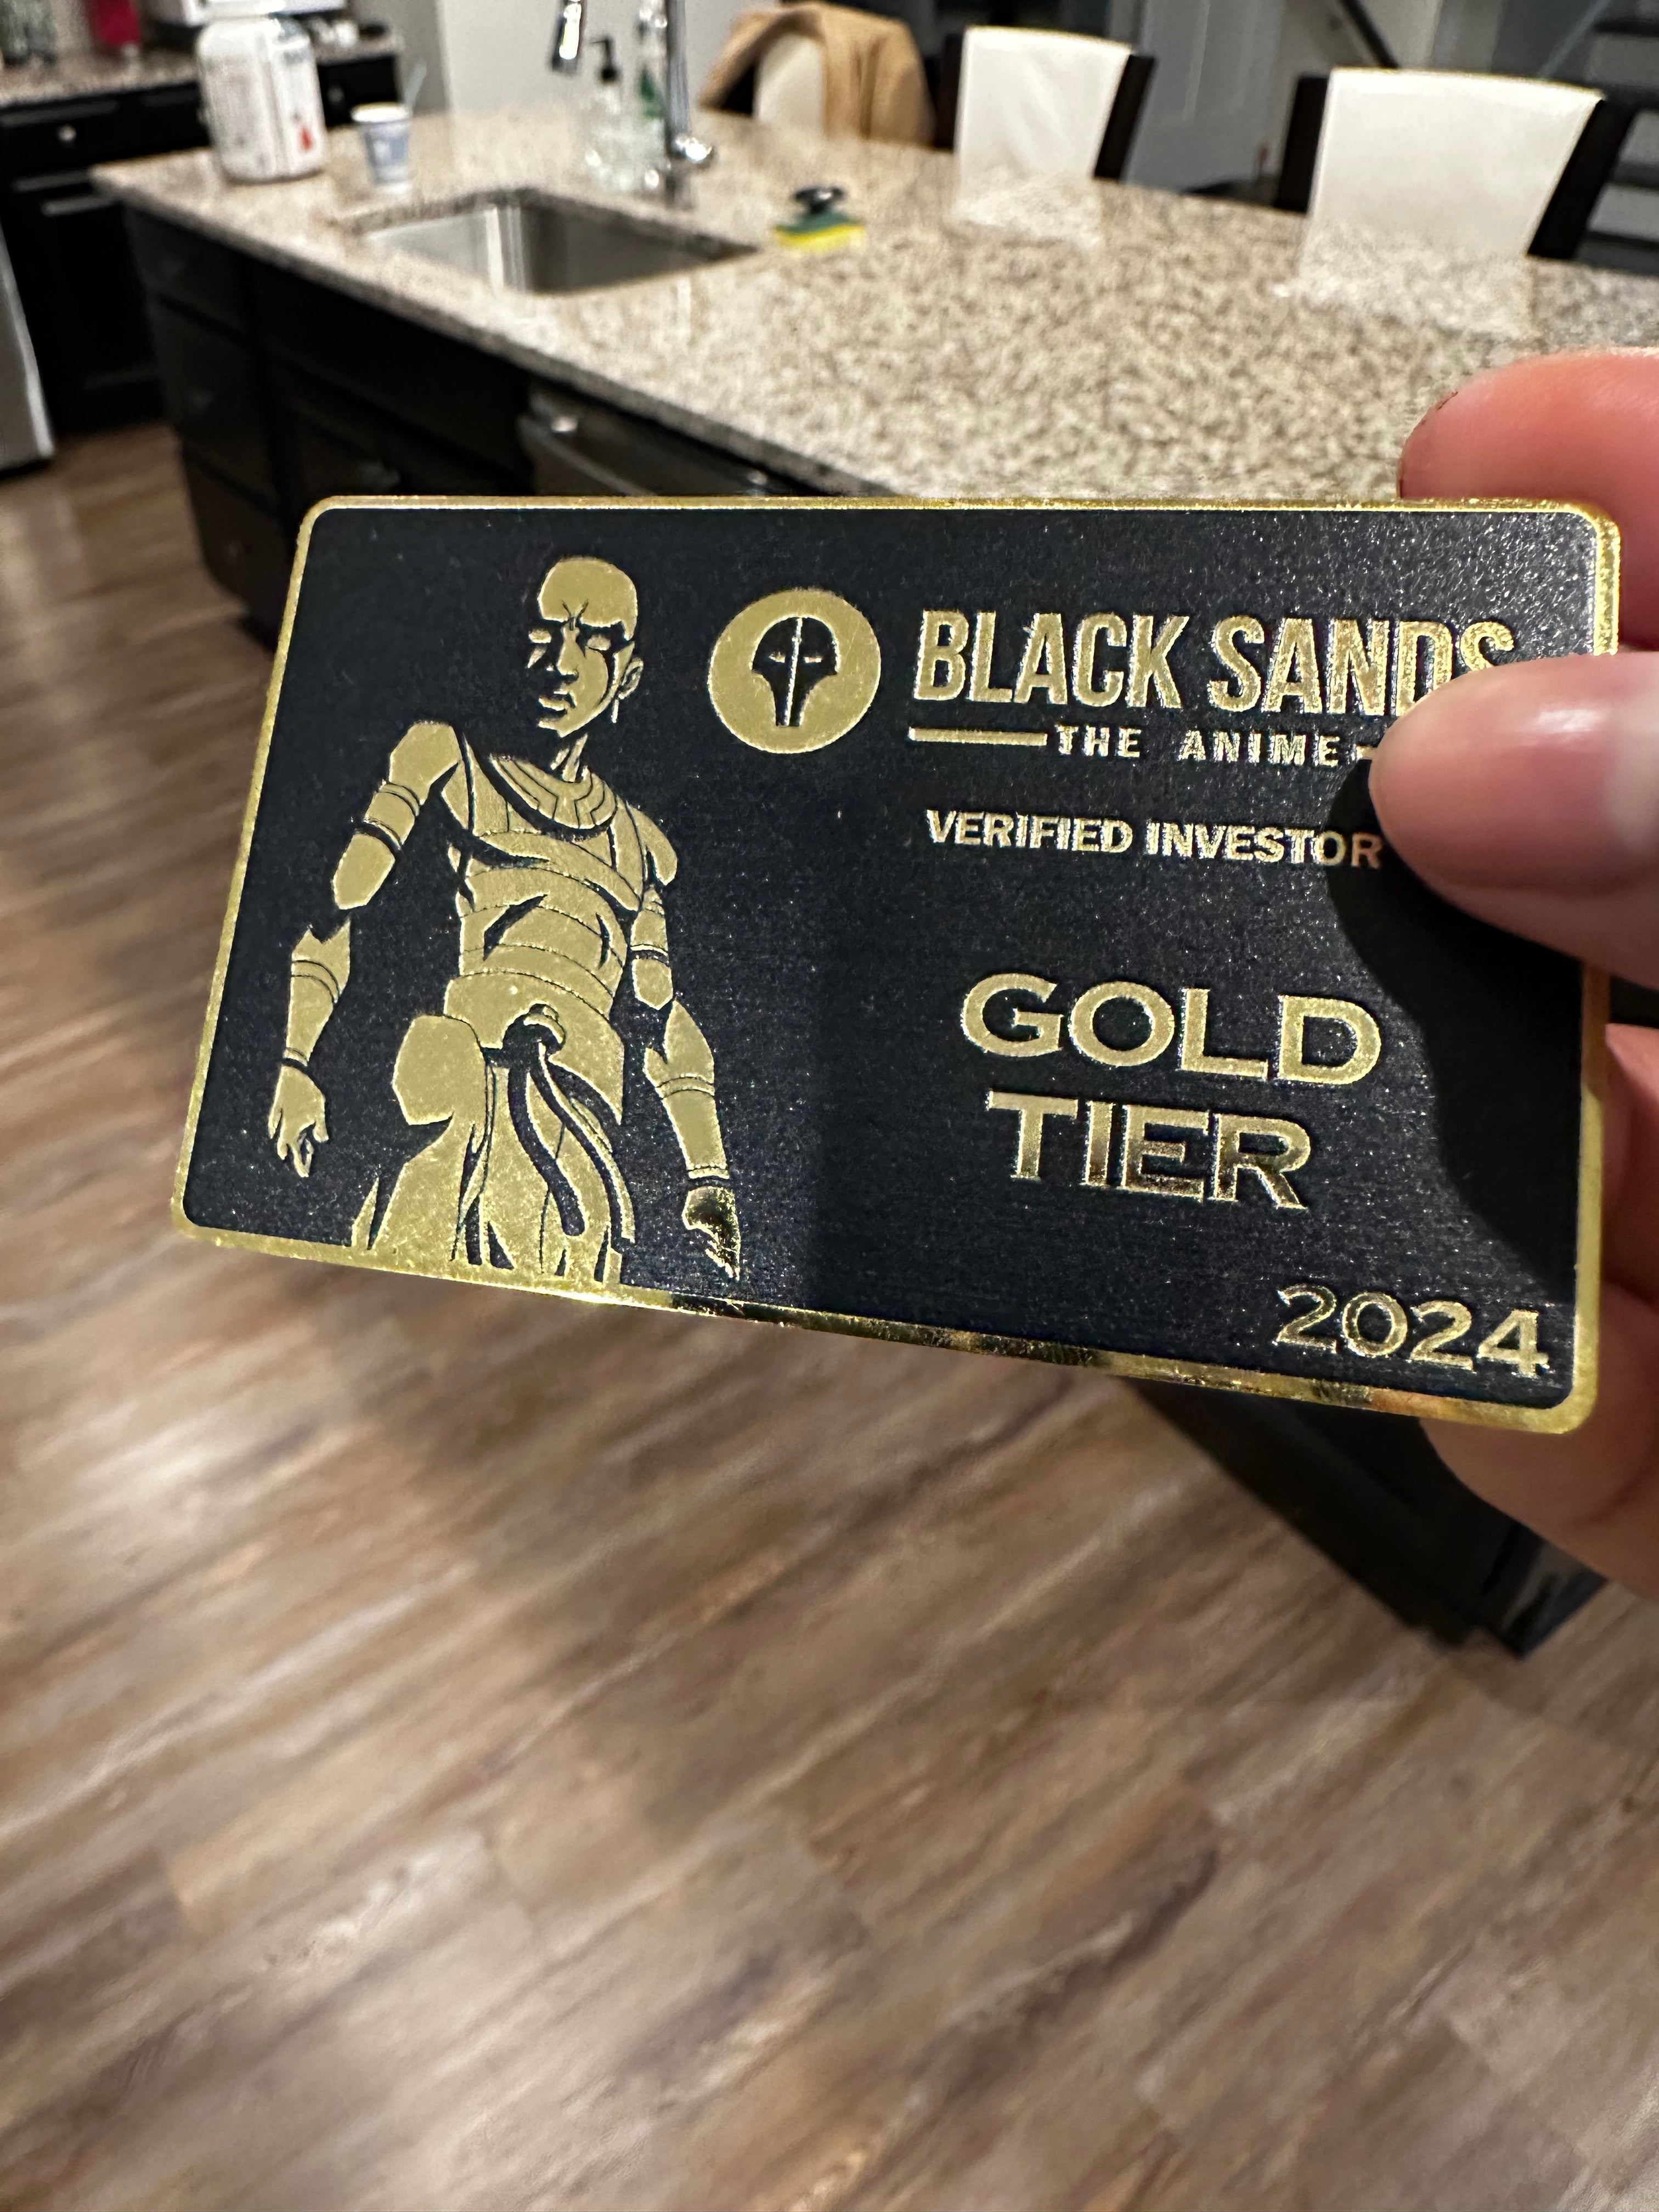 BLACK SANDS
THE ANIME
VERIFIED INVESTOR
GOLD
TIER
2024